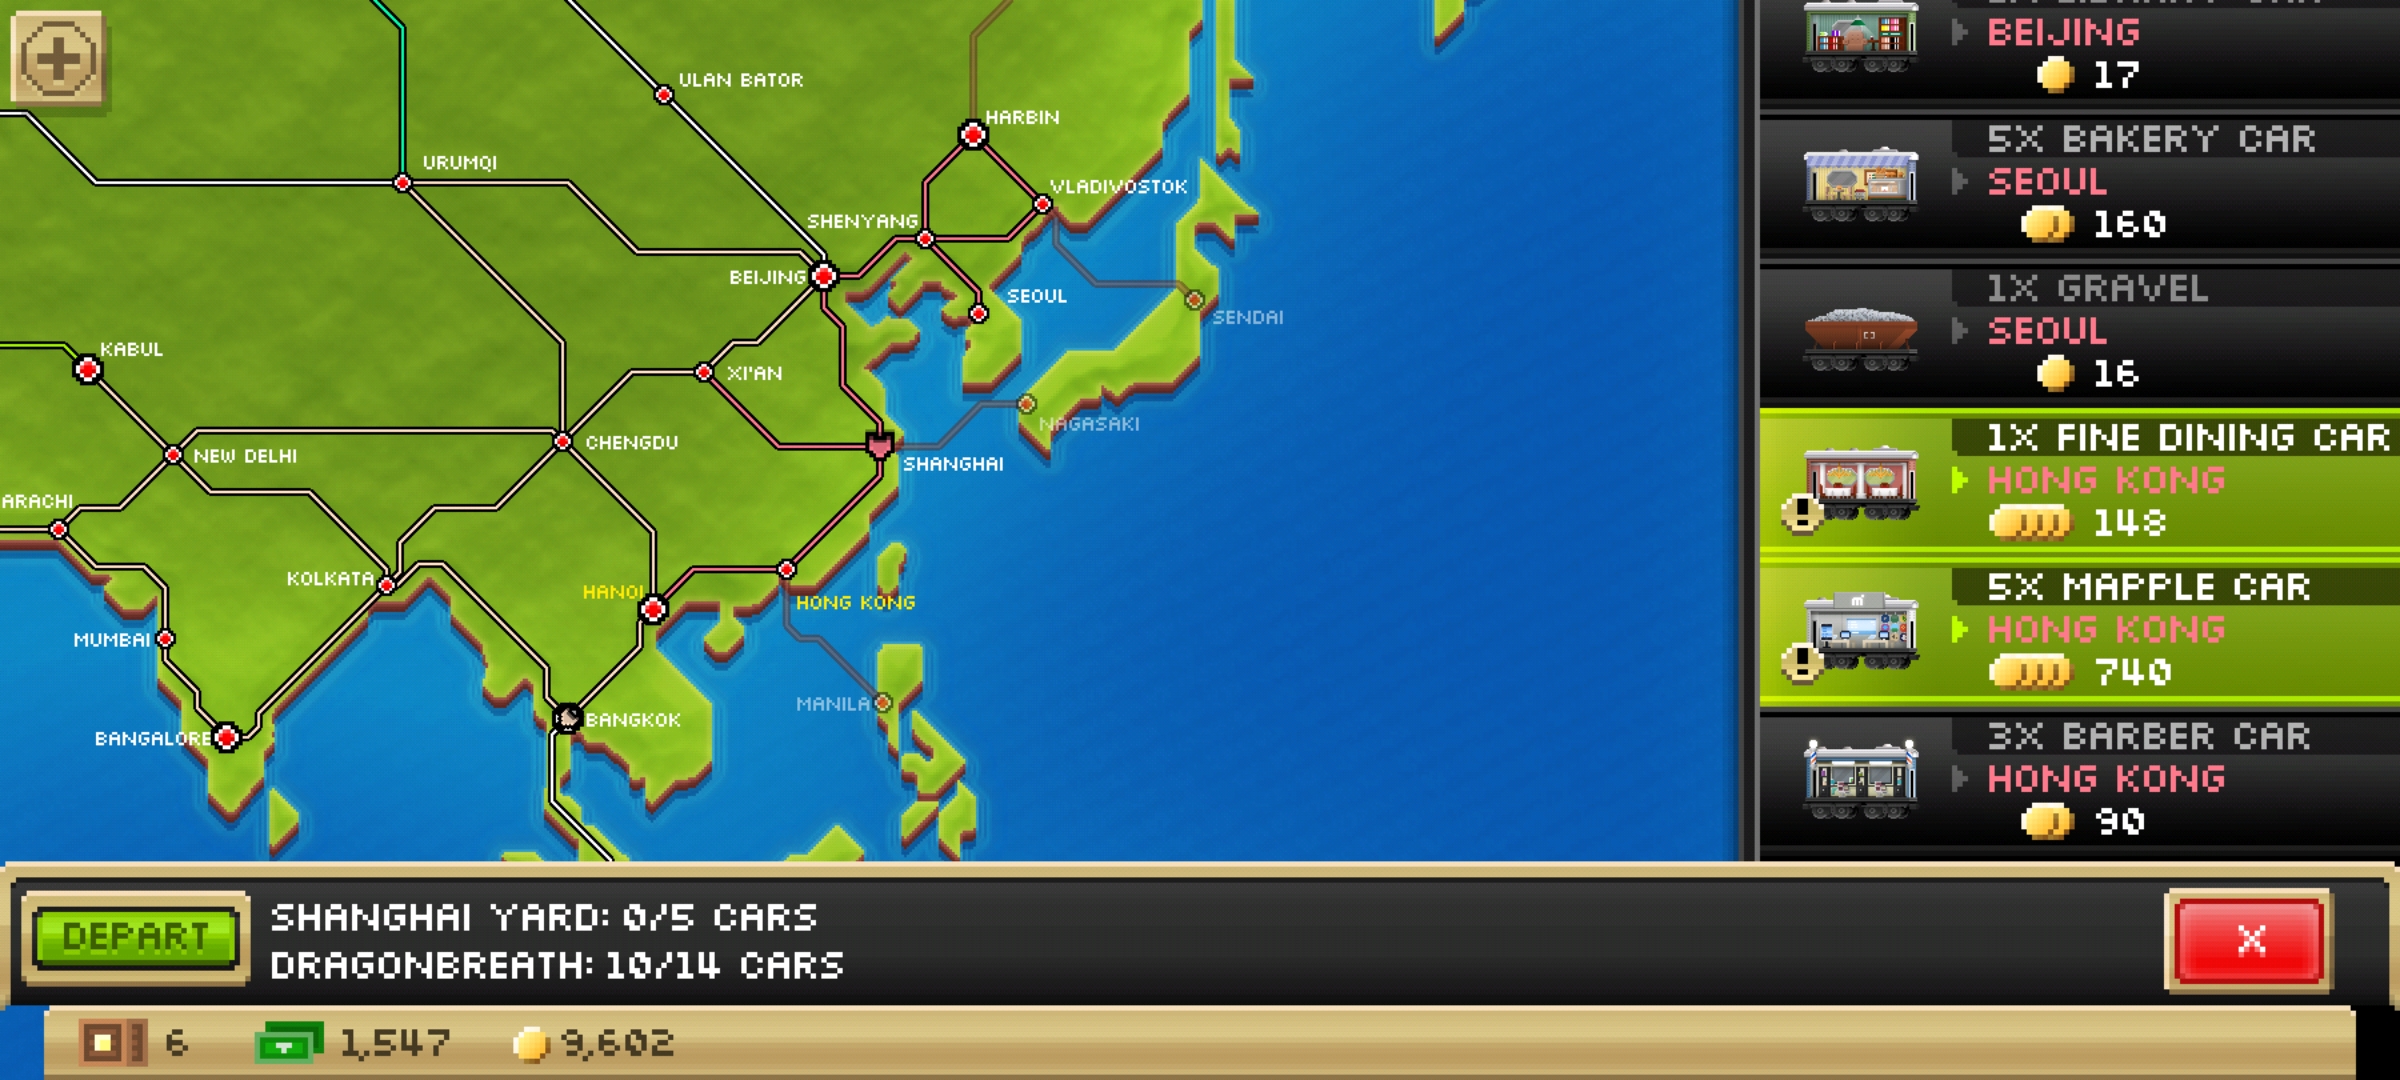 ULAN BATOR
HARBIN
URUMQI
VLADIVOSTOK
SHENYANG
BEIJING
SEOUL
SENDAI
KABUL
XI'AN
NAGASAKI
CHENGDU
NEW DELHI
SHANGHAI
ARACHI
KOLKATA
HANOI
HONG KONG
MUMBAI
MANILA
BANGKOK
BANGALORE
BEIJING
17
5X BAKERY CAR
SEOUL
160
1X GRAVEL
SEOUL
16
1X FINE DINING CAR
HONG KONG
148
5X MAPPLE CAR
HONG KONG
740
3X BARBER CAR
HONG KONG
90
DEPART
SHANGHAI YARD: 0/5 CARS
DRAGONBREATH: 10/14 CARS
X
6
1,547
9,602